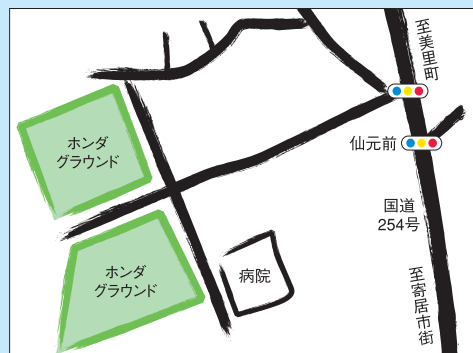 至美里町
ホンダ
グラウンド
仙元前
国道
254号
ホンダ
グラウンド
病院
至寄居市街